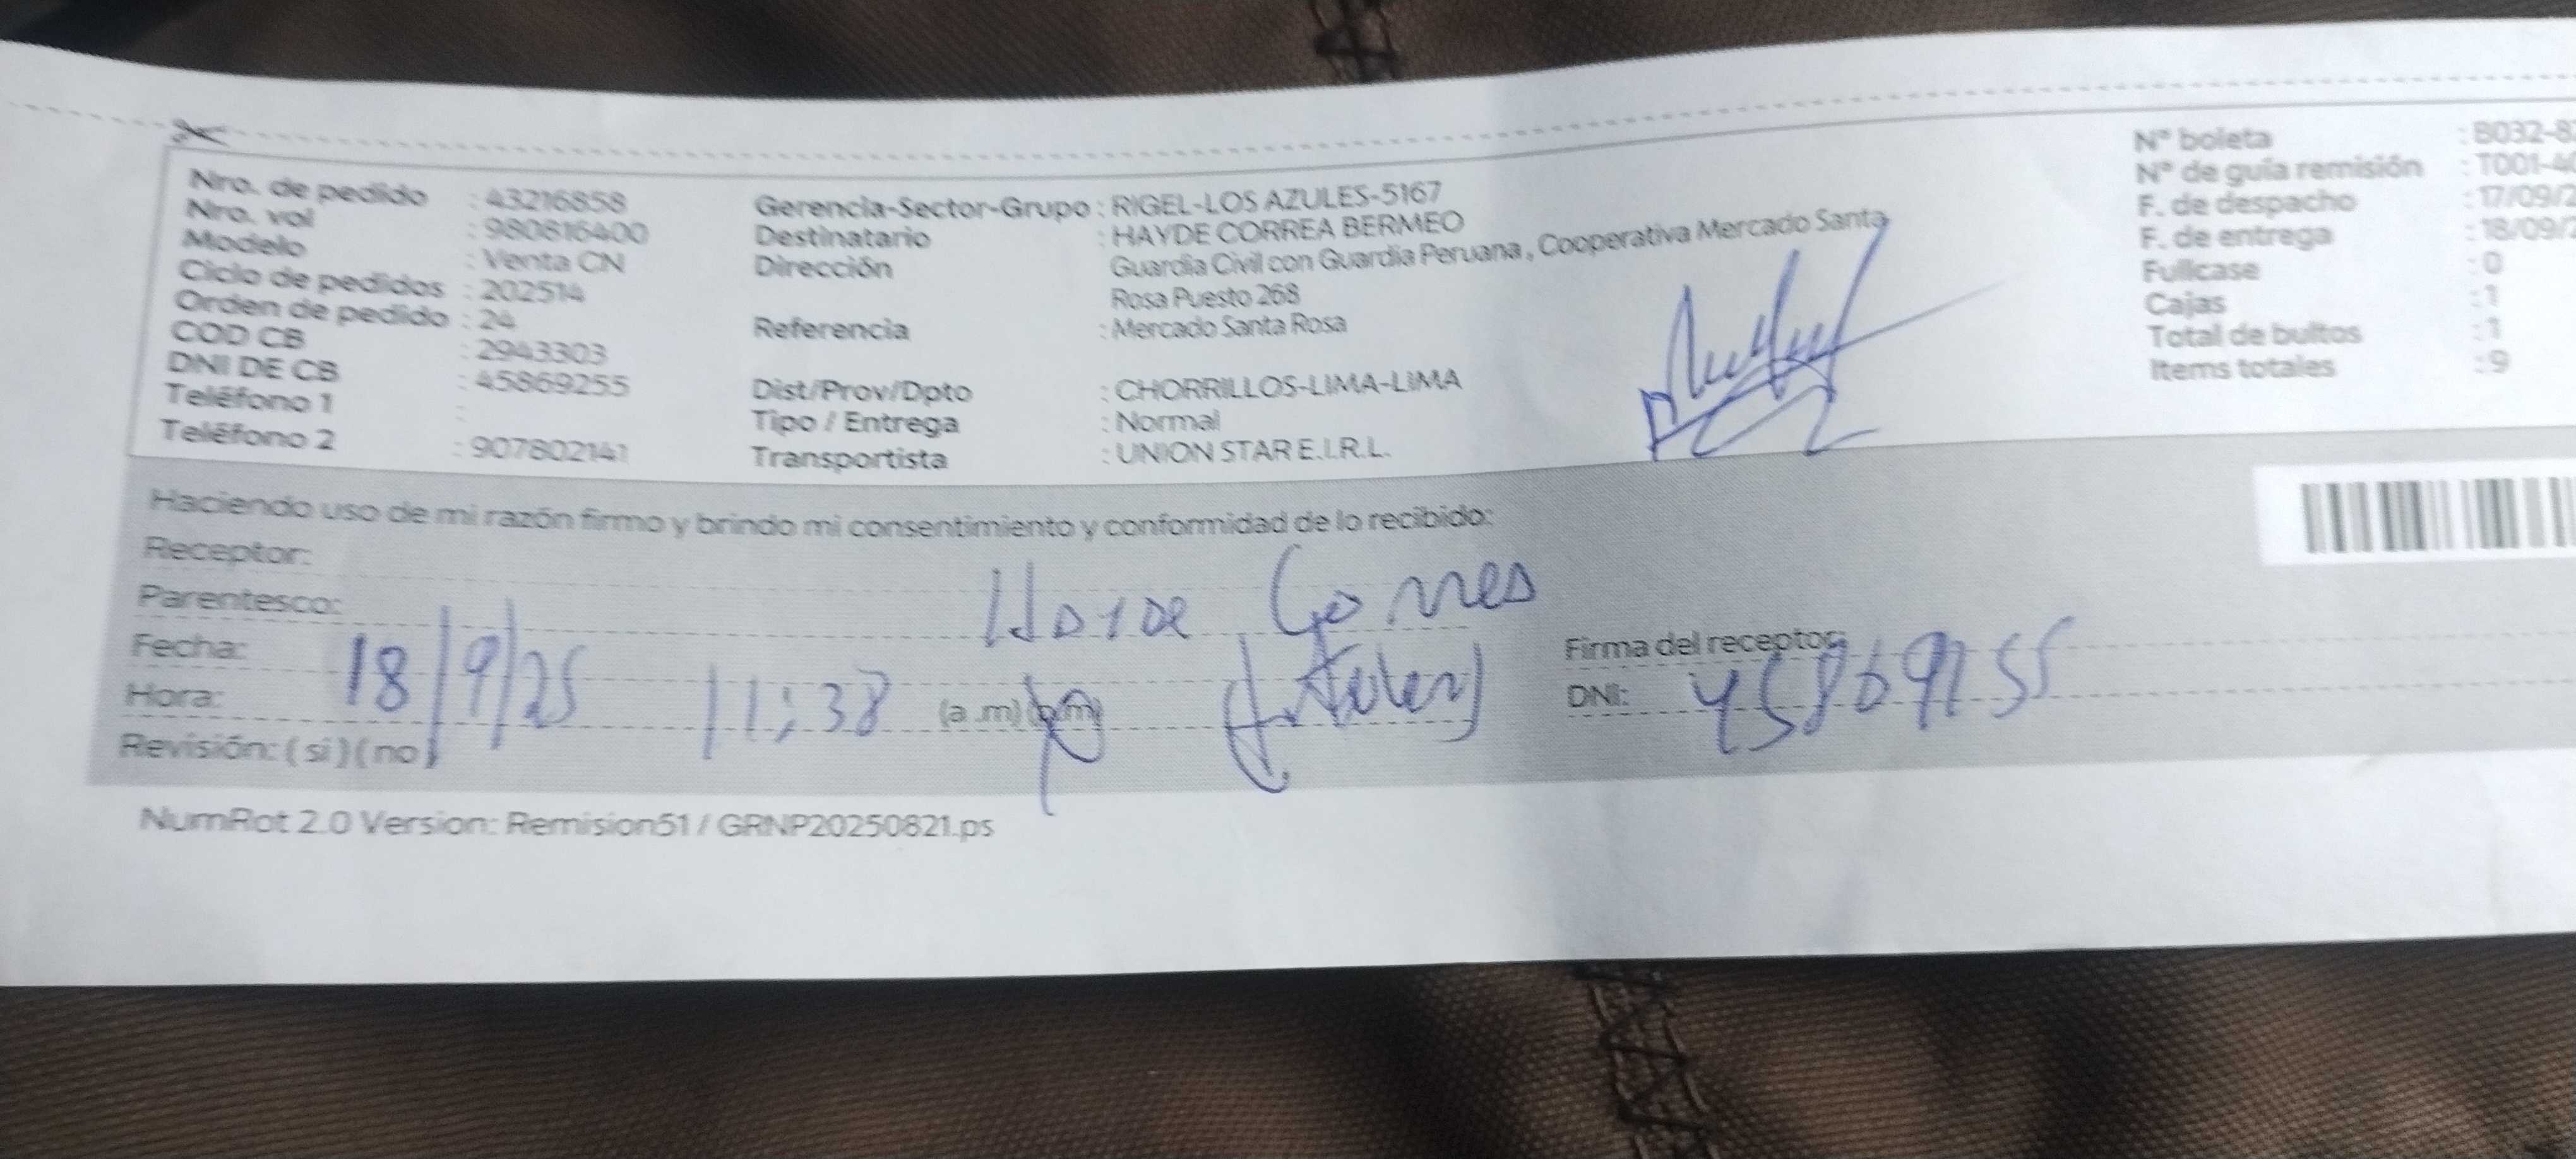 Nro. de pedido : 43216858
Nro. vol : 980816400
Modelo : Venta CN
Ciclo de pedidos : 202514
Orden de pedido : 24
COD CB : 2943303
DNI DE CB : 45869255
Teléfono 1 :
Teléfono 2 : 907802141
Gerencia-Sector-Grupo : RIGEL-LOS AZULES-5167
Destinatario : HAYDE CORREA BERMEO
Dirección Guardia Civil con Guardia Peruana, Cooperativa Mercado Santa
Rosa Puesto 268
Referencia : Mercado Santa Rosa
Dist/Prov/Dpto : CHORRILLOS-LIMA-LIMA
Tipo / Entrega : Normal
Transportista : UNION STAR E.I.R.L.
N° boleta : B032-8
N° de guía remisión : T001-4
F. de despacho : 17/09/2
F. de entrega : 18/09/2
Fullcase : 0
Cajas : 1
Total de bultos : 1
Items totales : 9
Haciendo uso de mi razón firmo y brindo mi consentimiento y conformidad de lo recibido:
Receptor:
Parentesco:
Fecha: 18/9/25
Hora: 11:38 (a.m) (p.m)
Revisión: ( si ) ( no )
Firma del receptor:
DNI: 45869255
NumRot 2.0 Version: Remision51 / GRNP20250821.ps